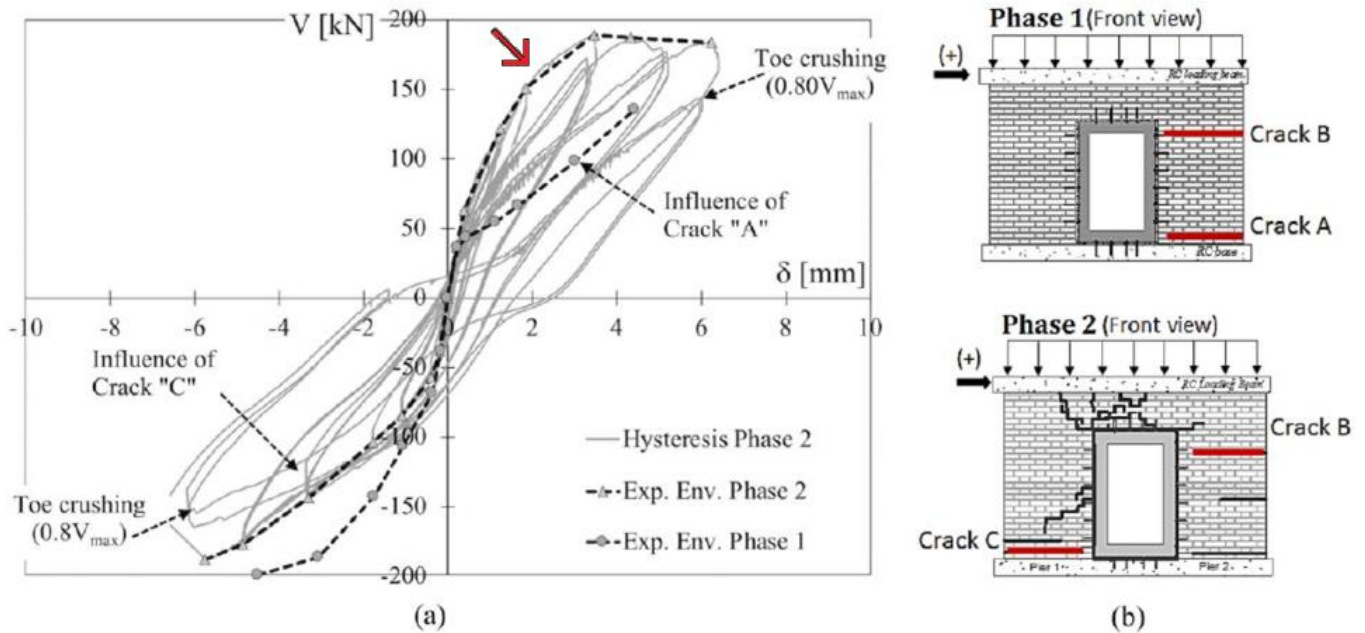 V [kN]
200
150
100
50
0
-50
-100
-150
-200
-10
-8
-6
-4
-2
0
2
4
6
8
10
δ [mm]
Toe crushing
(0.80Vmax)
Influence of
Crack "A"
Influence of
Crack "C"
Toe crushing
(0.8Vmax)
Hysteresis Phase 2
Exp. Env. Phase 2
Exp. Env. Phase 1
(a)
Phase 1 (Front view)
(+)
RC loading beam
Crack B
Crack A
RC base
Phase 2 (Front view)
(+)
RC Loading Beam
Crack B
Crack C
Pier 1
Pier 2
(b)